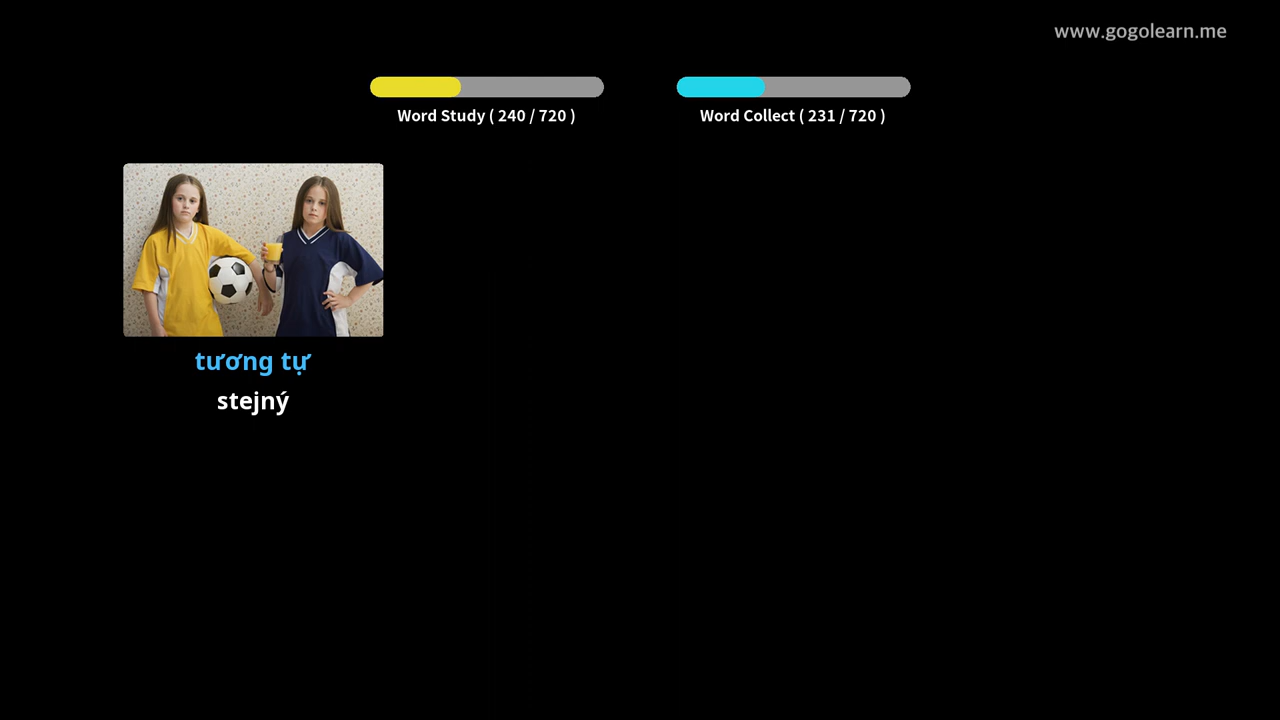 www.gogolearn.me
Word Study ( 240 / 720 )
Word Collect ( 231 / 720 )
tương tự
stejný